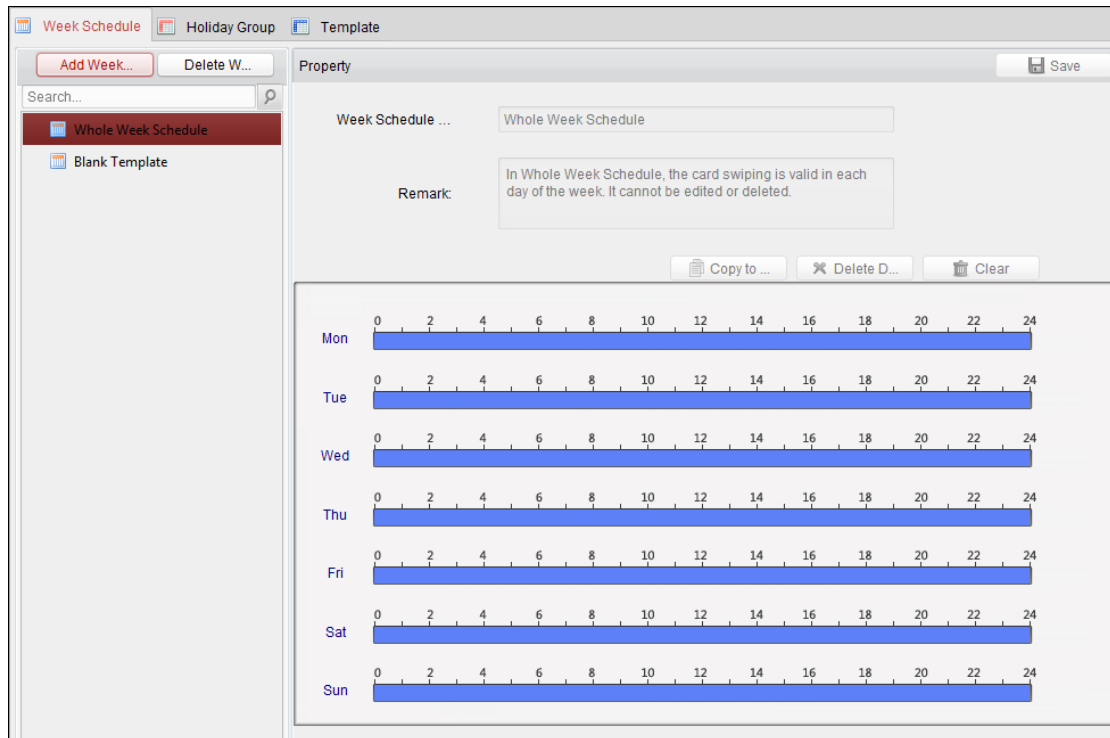 Week Schedule Holiday Group Template
Add Week... Delete W...
Search...
Whole Week Schedule
Blank Template
Property Save
Week Schedule ... Whole Week Schedule
Remark: In Whole Week Schedule, the card swiping is valid in each
day of the week. It cannot be edited or deleted.
Copy to ... Delete D... Clear
0 2 4 6 8 10 12 14 16 18 20 22 24
Mon
0 2 4 6 8 10 12 14 16 18 20 22 24
Tue
0 2 4 6 8 10 12 14 16 18 20 22 24
Wed
0 2 4 6 8 10 12 14 16 18 20 22 24
Thu
0 2 4 6 8 10 12 14 16 18 20 22 24
Fri
0 2 4 6 8 10 12 14 16 18 20 22 24
Sat
0 2 4 6 8 10 12 14 16 18 20 22 24
Sun